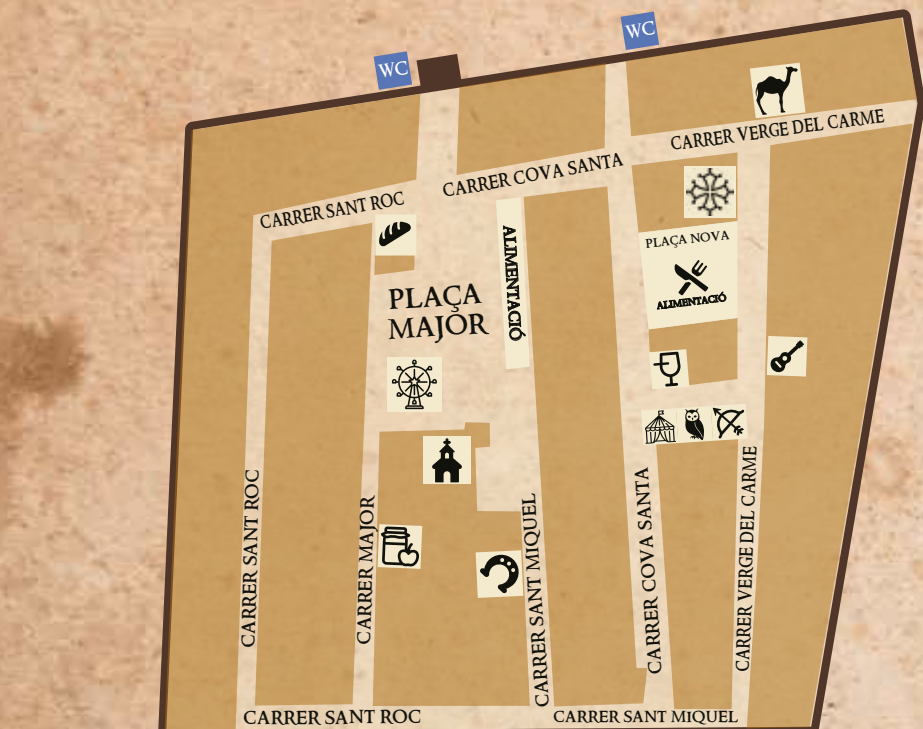 WC
WC
CARRER VERGE DEL CARME
CARRER COVA SANTA
CARRER SANT ROC
PLAÇA NOVA
ALIMENTACIÓ
ALIMENTACIÓ
PLAÇA
MAJOR
CARRER SANT ROC
CARRER MAJOR
CARRER SANT MIQUEL
CARRER COVA SANTA
CARRER VERGE DEL CARME
CARRER SANT ROC
CARRER SANT MIQUEL